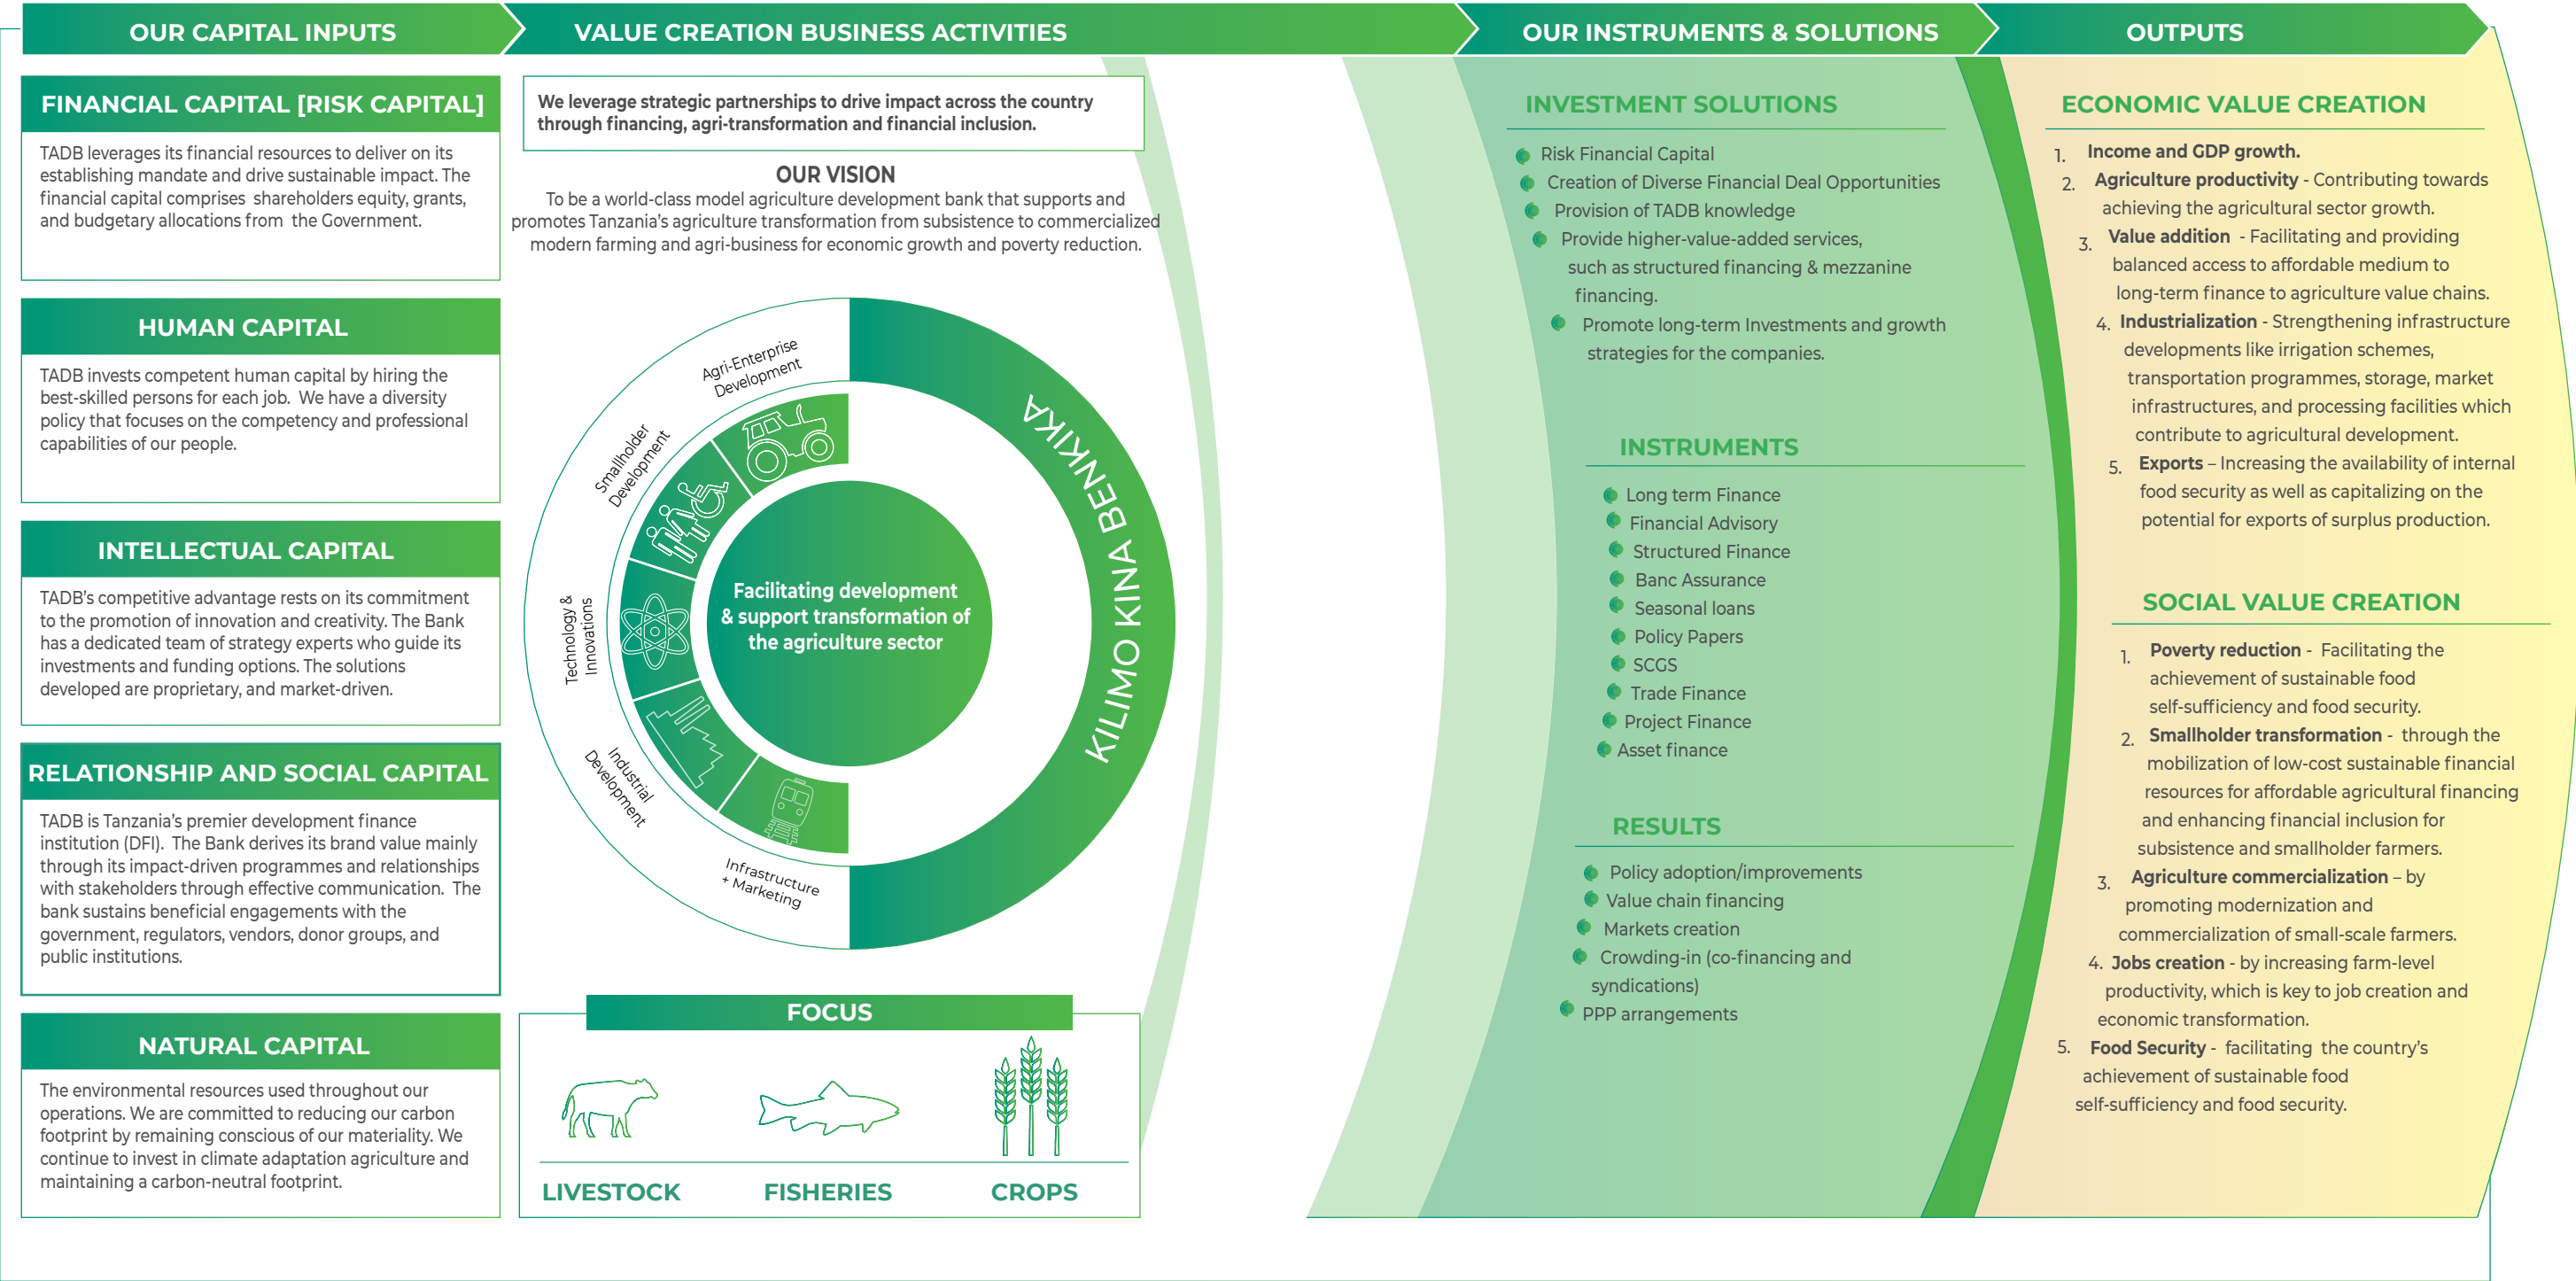 OUR CAPITAL INPUTS
VALUE CREATION BUSINESS ACTIVITIES
OUR INSTRUMENTS & SOLUTIONS
OUTPUTS
FINANCIAL CAPITAL [RISK CAPITAL]
TADB leverages its financial resources to deliver on its
establishing mandate and drive sustainable impact. The
financial capital comprises shareholders equity, grants,
and budgetary allocations from the Government.
HUMAN CAPITAL
TADB invests competent human capital by hiring the
best-skilled persons for each job. We have a diversity
policy that focuses on the competency and professional
capabilities of our people.
INTELLECTUAL CAPITAL
TADB's competitive advantage rests on its commitment
to the promotion of innovation and creativity. The Bank
has a dedicated team of strategy experts who guide its
investments and funding options. The solutions
developed are proprietary, and market-driven.
RELATIONSHIP AND SOCIAL CAPITAL
TADB is Tanzania's premier development finance
institution (DFI). The Bank derives its brand value mainly
through its impact-driven programmes and relationships
with stakeholders through effective communication. The
bank sustains beneficial engagements with the
government, regulators, vendors, donor groups, and
public institutions.
NATURAL CAPITAL
The environmental resources used throughout our
operations. We are committed to reducing our carbon
footprint by remaining conscious of our materiality. We
continue to invest in climate adaptation agriculture and
maintaining a carbon-neutral footprint.
We leverage strategic partnerships to drive impact across the country
through financing, agri-transformation and financial inclusion.
OUR VISION
To be a world-class model agriculture development bank that supports and
promotes Tanzania's agriculture transformation from subsistence to commercialized
modern farming and agri-business for economic growth and poverty reduction.
Agri-Enterprise
Development
Smallholder
Development
Technology &
Innovations
Industrial
Development
Infrastructure
+ Marketing
Facilitating development
& support transformation of
the agriculture sector
KILIMO KINA BENKIKA
FOCUS
LIVESTOCK
FISHERIES
CROPS
INVESTMENT SOLUTIONS
Risk Financial Capital
Creation of Diverse Financial Deal Opportunities
Provision of TADB knowledge
Provide higher-value-added services,
such as structured financing & mezzanine
financing.
Promote long-term Investments and growth
strategies for the companies.
INSTRUMENTS
Long term Finance
Financial Advisory
Structured Finance
Banc Assurance
Seasonal loans
Policy Papers
SCGS
Trade Finance
Project Finance
Asset finance
RESULTS
Policy adoption/improvements
Value chain financing
Markets creation
Crowding-in (co-financing and
syndications)
PPP arrangements
ECONOMIC VALUE CREATION
1. Income and GDP growth.
2. Agriculture productivity - Contributing towards
achieving the agricultural sector growth.
3. Value addition - Facilitating and providing
balanced access to affordable medium to
long-term finance to agriculture value chains.
4. Industrialization - Strengthening infrastructure
developments like irrigation schemes,
transportation programmes, storage, market
infrastructures, and processing facilities which
contribute to agricultural development.
5. Exports – Increasing the availability of internal
food security as well as capitalizing on the
potential for exports of surplus production.
SOCIAL VALUE CREATION
1. Poverty reduction - Facilitating the
achievement of sustainable food
self-sufficiency and food security.
2. Smallholder transformation - through the
mobilization of low-cost sustainable financial
resources for affordable agricultural financing
and enhancing financial inclusion for
subsistence and smallholder farmers.
3. Agriculture commercialization – by
promoting modernization and
commercialization of small-scale farmers.
4. Jobs creation - by increasing farm-level
productivity, which is key to job creation and
economic transformation.
5. Food Security - facilitating the country's
achievement of sustainable food
self-sufficiency and food security.